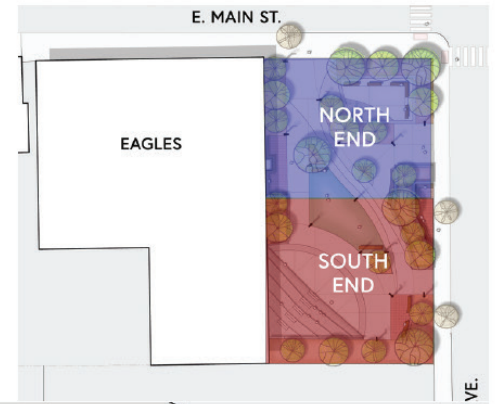 E. MAIN ST.
NORTH
END
EAGLES
SOUTH
END
VE.